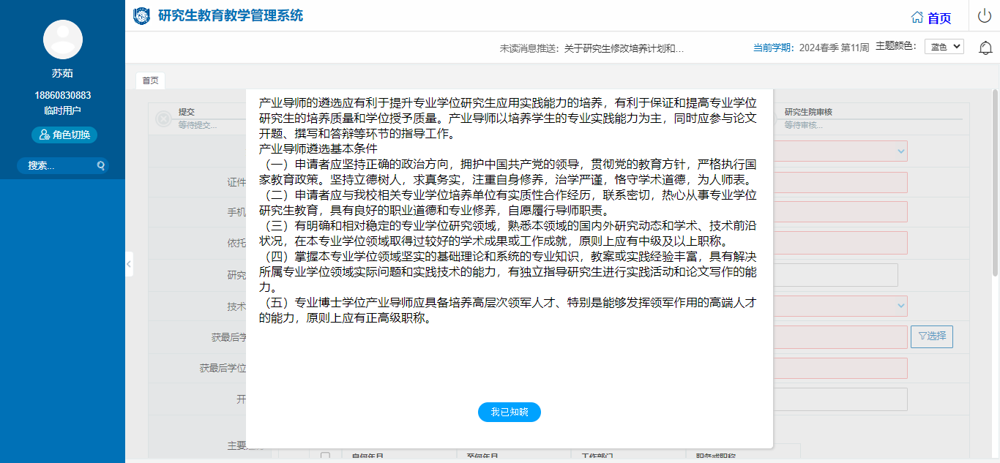 研究生教育教学管理系统
首页
未读消息推送：关于研究生修改培养计划和...
当前学期：2024春季 第11周 主题颜色： 蓝色
苏茹
18860830883
临时用户
角色切换
搜索...
首页
提交
等待提交...
研究生院审核
等待审核...
证件
手机
依托
研究
技术
获最后学
选择
获最后学位
开
主要
自何年月
至何年月
工作部门
职务或职称
产业导师的遴选应有利于提升专业学位研究生应用实践能力的培养，有利于保证和提高专业学位
研究生的培养质量和学位授予质量。产业导师以培养学生的专业实践能力为主，同时应参与论文
开题、撰写和答辩等环节的指导工作。
产业导师遴选基本条件
（一）申请者应坚持正确的政治方向，拥护中国共产党的领导，贯彻党的教育方针，严格执行国
家教育政策。坚持立德树人，求真务实，注重自身修养，治学严谨，恪守学术道德，为人师表。
（二）申请者应与我校相关专业学位培养单位有实质性合作经历，联系密切，热心从事专业学位
研究生教育，具有良好的职业道德和专业修养，自愿履行导师职责。
（三）有明确和相对稳定的专业学位研究领域，熟悉本领域的国内外研究动态和学术、技术前沿
状况，在本专业学位领域取得过较好的学术成果或工作成就，原则上应有中级及以上职称。
（四）掌握本专业学位领域坚实的基础理论和系统的专业知识，教案或实践经验丰富，具有解决
所属专业学位领域实际问题和实践技术的能力，有独立指导研究生进行实践活动和论文写作的能
力。
（五）专业博士学位产业导师应具备培养高层次领军人才、特别是能够发挥领军作用的高端人才
的能力，原则上应有正高级职称。
我已知晓